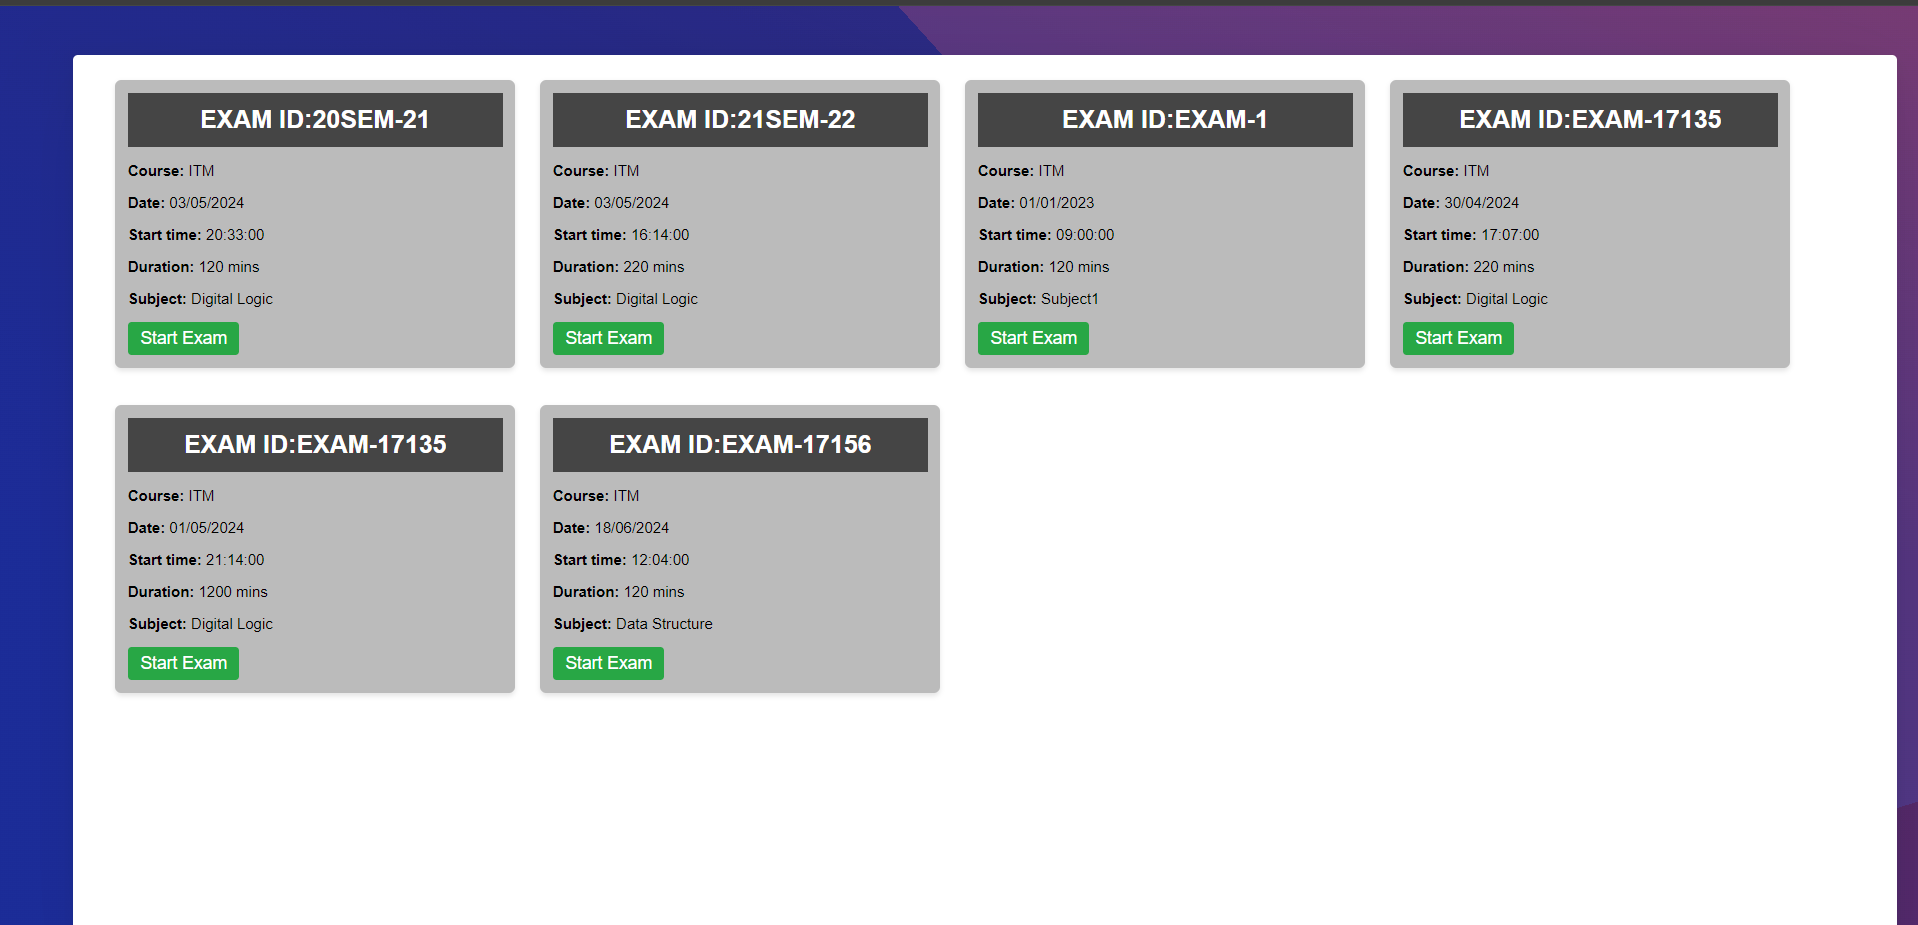 EXAM ID:20SEM-21
Course: ITM
Date: 03/05/2024
Start time: 20:33:00
Duration: 120 mins
Subject: Digital Logic
Start Exam
EXAM ID:21SEM-22
Course: ITM
Date: 03/05/2024
Start time: 16:14:00
Duration: 220 mins
Subject: Digital Logic
Start Exam
EXAM ID:EXAM-1
Course: ITM
Date: 01/01/2023
Start time: 09:00:00
Duration: 120 mins
Subject: Subject1
Start Exam
EXAM ID:EXAM-17135
Course: ITM
Date: 30/04/2024
Start time: 17:07:00
Duration: 220 mins
Subject: Digital Logic
Start Exam
EXAM ID:EXAM-17135
Course: ITM
Date: 01/05/2024
Start time: 21:14:00
Duration: 1200 mins
Subject: Digital Logic
Start Exam
EXAM ID:EXAM-17156
Course: ITM
Date: 18/06/2024
Start time: 12:04:00
Duration: 120 mins
Subject: Data Structure
Start Exam